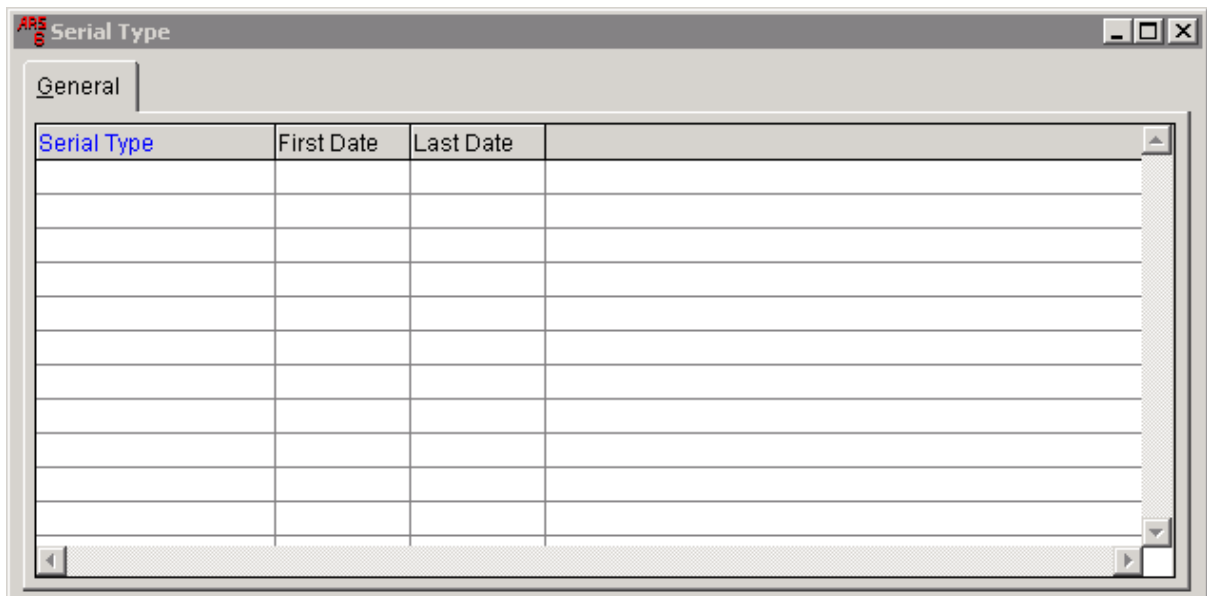 ARS Serial Type
S
General
Serial Type First Date Last Date